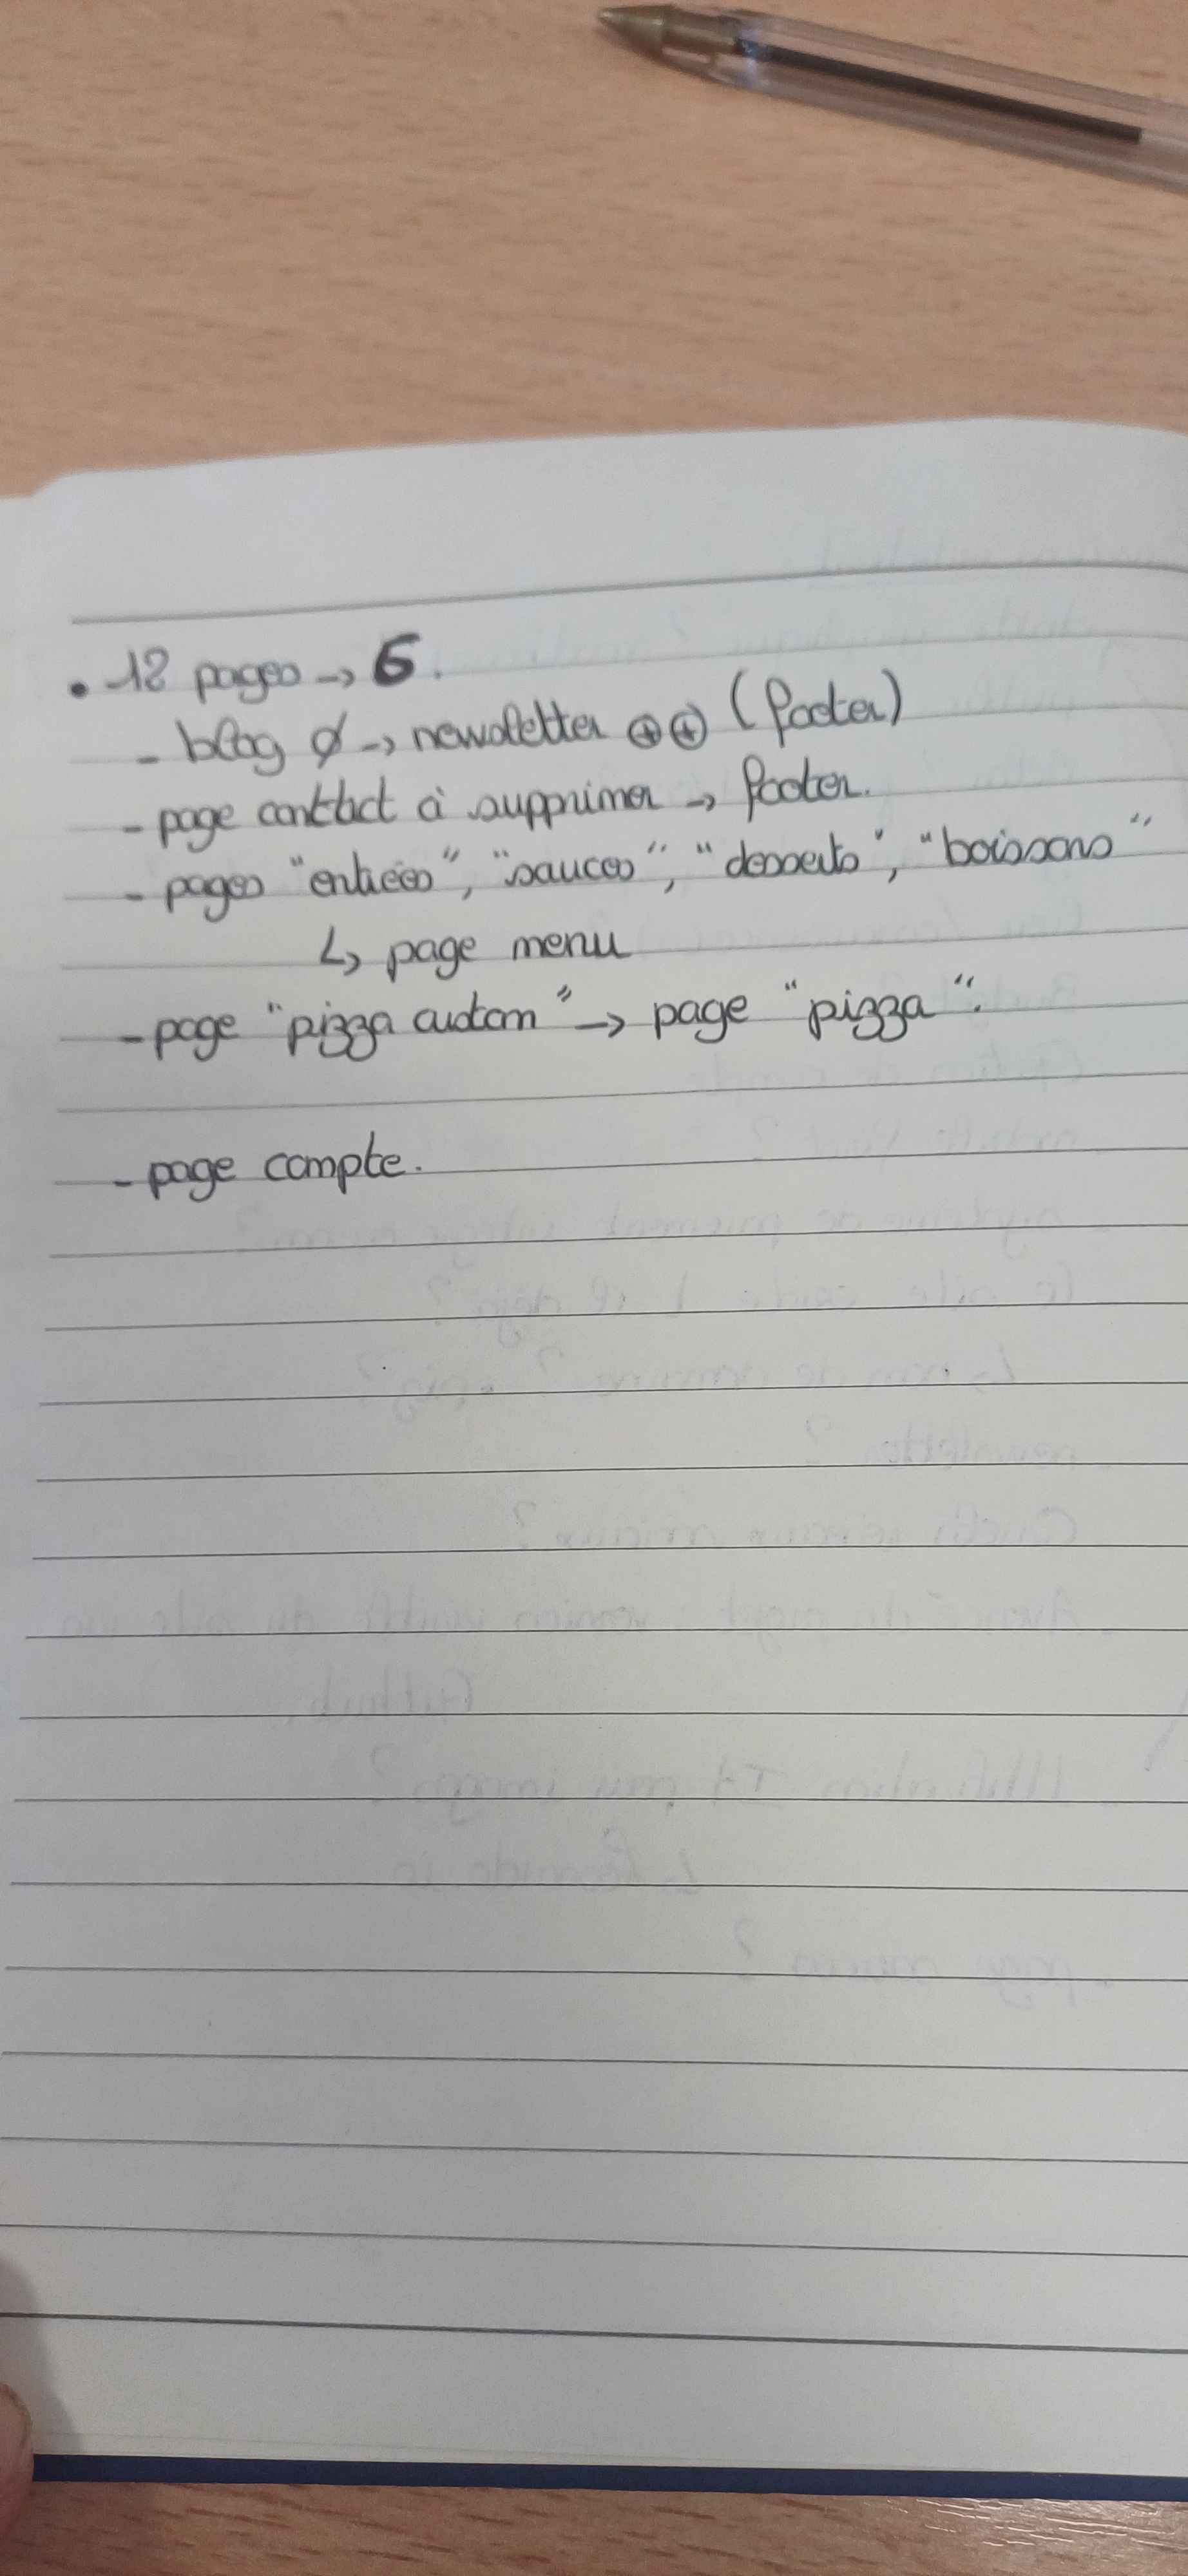 • 12 pages → 6.
- blog ∅ → newsletter ⊕⊕ (footer)
- page contact à supprimer → footer.
- pages "entrées", "sauces", "desserts", "boissons"
↳ page menu
- page "pizza custom" → page "pizza".
- page compte.